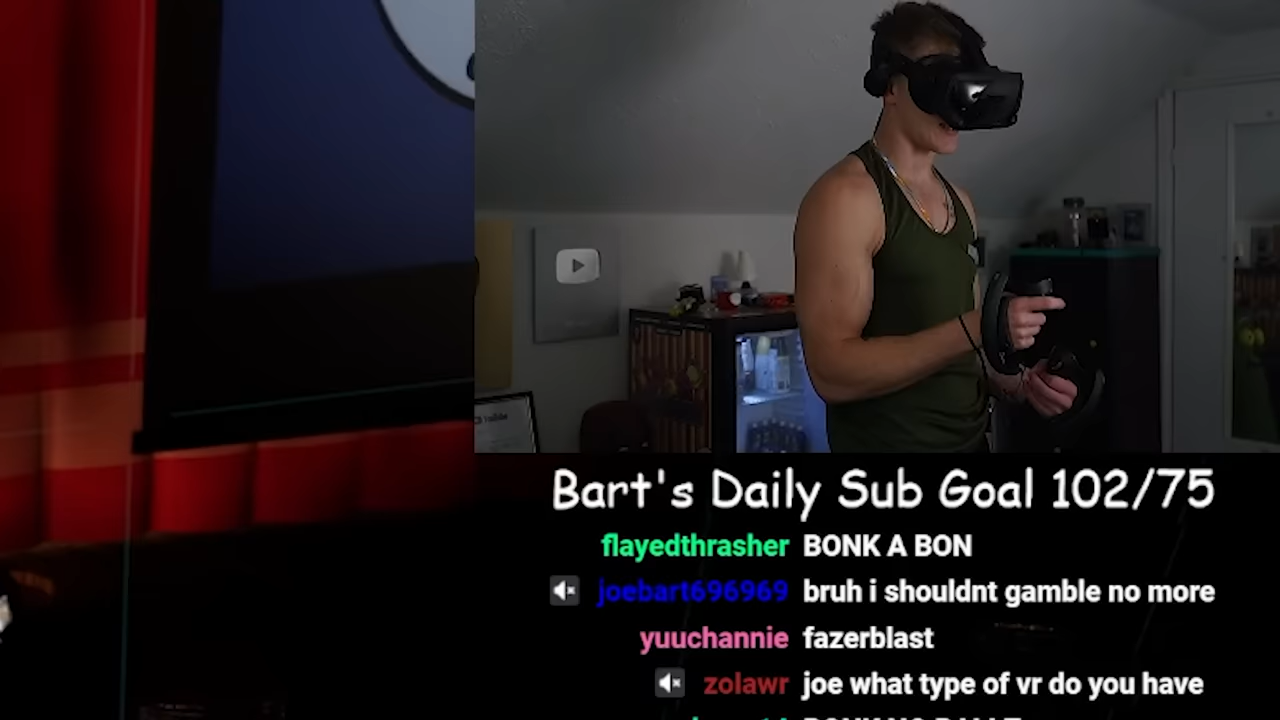 Bart's Daily Sub Goal 102/75
flayedthrasher BONK A BON
joebart696969 bruh i shouldnt gamble no more
yuuchannie fazerblast
zolawr joe what type of vr do you have